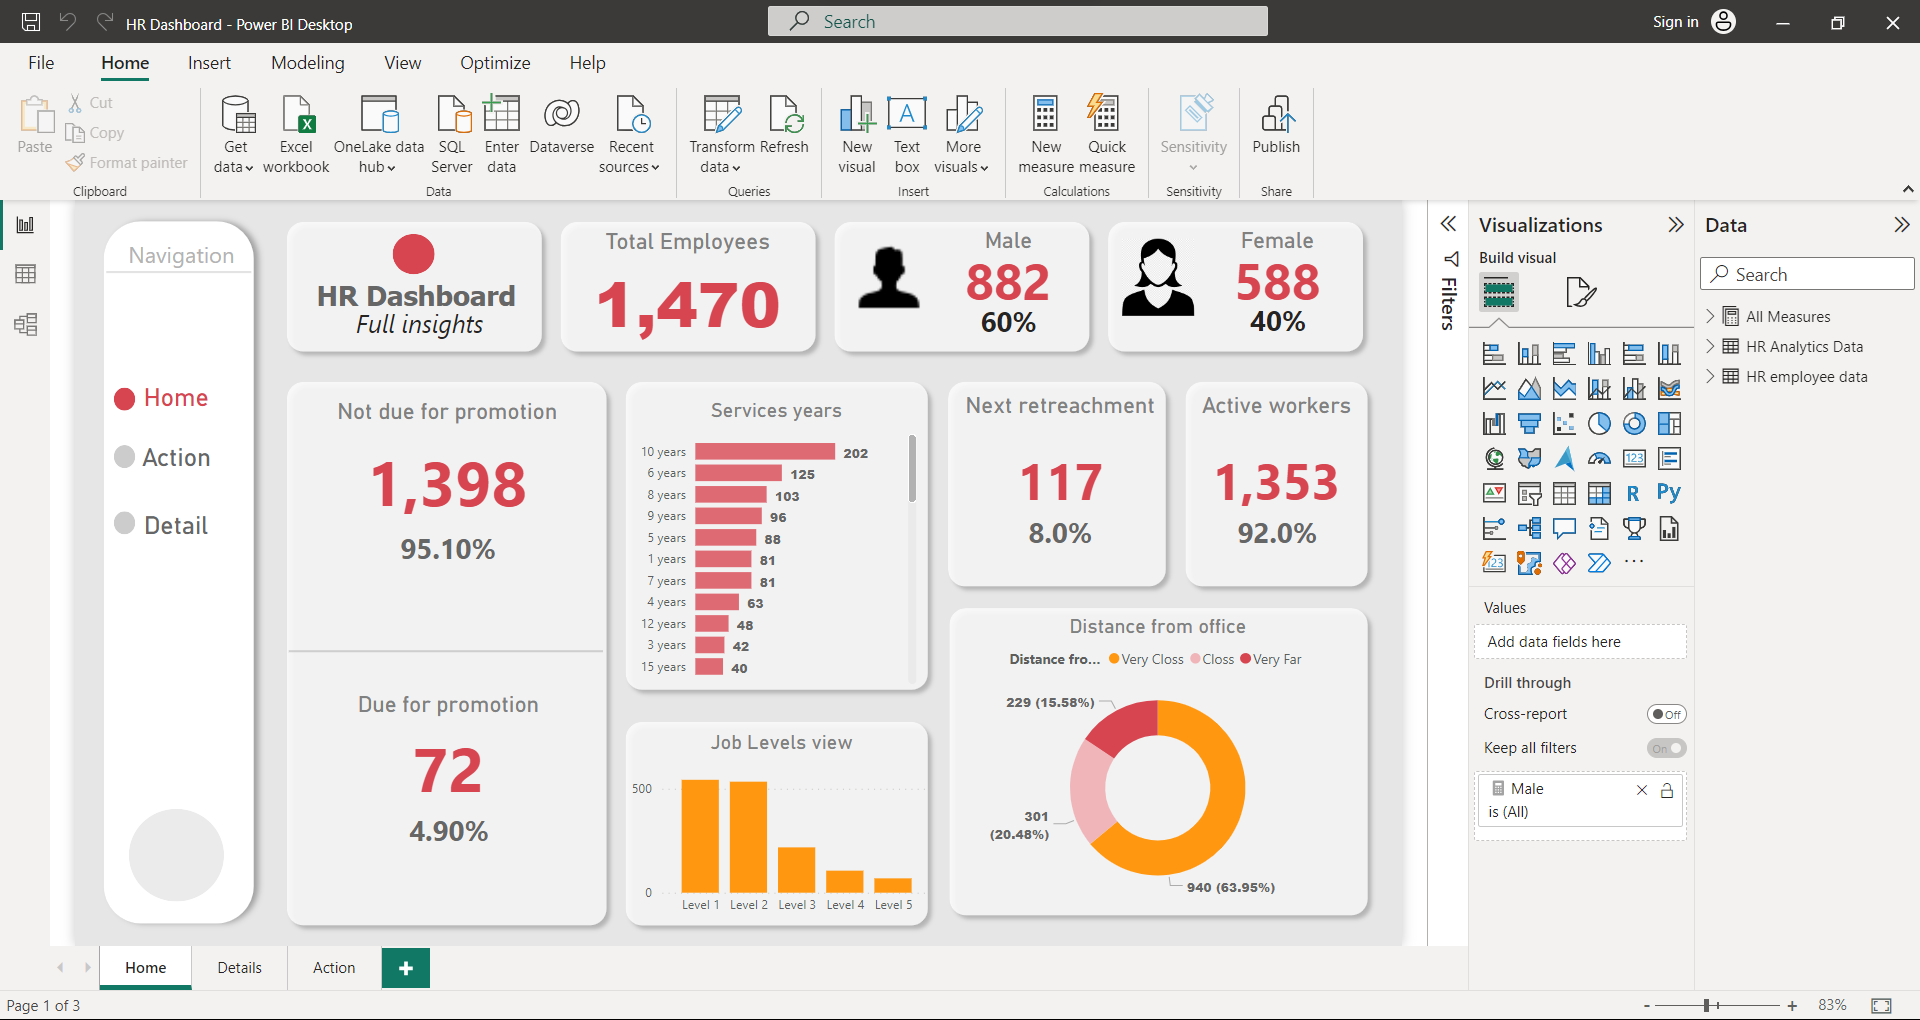 HR Dashboard - Power BI Desktop
Search
Sign in
File Home Insert Modeling View Optimize Help
Paste
Cut
Copy
Format painter
Clipboard
Get data
Excel workbook
OneLake data hub
SQL Server
Enter data
Dataverse
Recent sources
Data
Transform data
Refresh
Queries
New visual
Text box
More visuals
Insert
New measure
Quick measure
Calculations
Sensitivity
Sensitivity
Publish
Share
Navigation
Home
Action
Detail
HR Dashboard
Full insights
Total Employees
1,470
Male
882
60%
Female
588
40%
Not due for promotion
1,398
95.10%
Due for promotion
72
4.90%
Services years
10 years 202
6 years 125
8 years 103
9 years 96
5 years 88
1 years 81
7 years 81
4 years 63
12 years 48
3 years 42
15 years 40
Job Levels view
500
0
Level 1 Level 2 Level 3 Level 4 Level 5
Next retreachment
117
8.0%
Active workers
1,353
92.0%
Distance from office
Distance fro... Very Closs Closs Very Far
229 (15.58%)
301
(20.48%)
940 (63.95%)
Filters
Visualizations
Build visual
123
R
Py
123
Values
Add data fields here
Drill through
Cross-report Off
Keep all filters On
Male
is (All)
Data
Search
All Measures
HR Analytics Data
HR employee data
Home Details Action +
Page 1 of 3
- + 83%